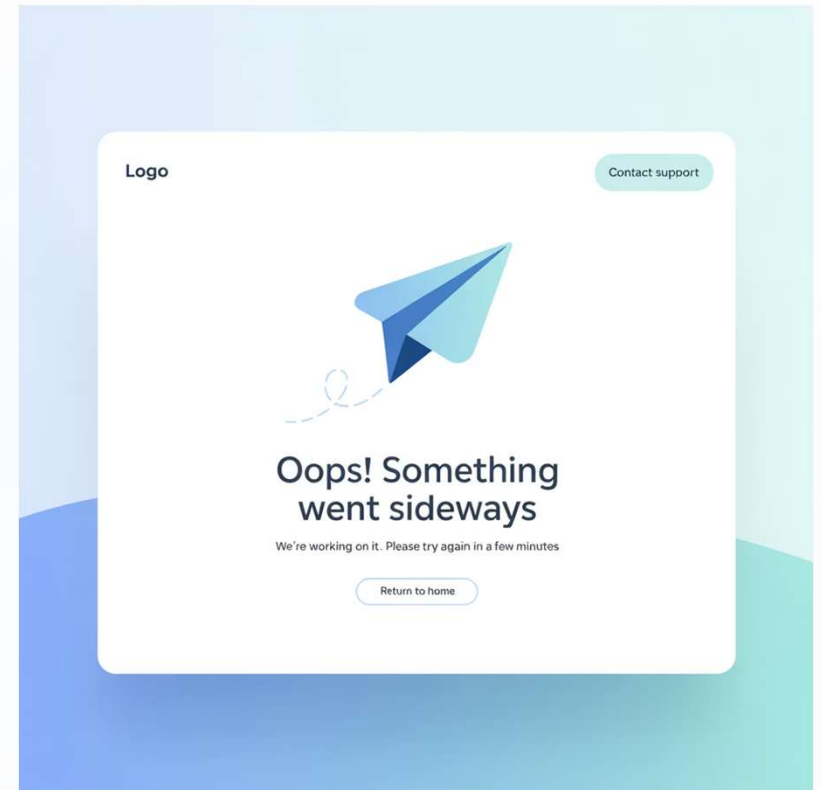 Logo
Contact support
Oops! Something
went sideways
We're working on it. Please try again in a few minutes
Return to home